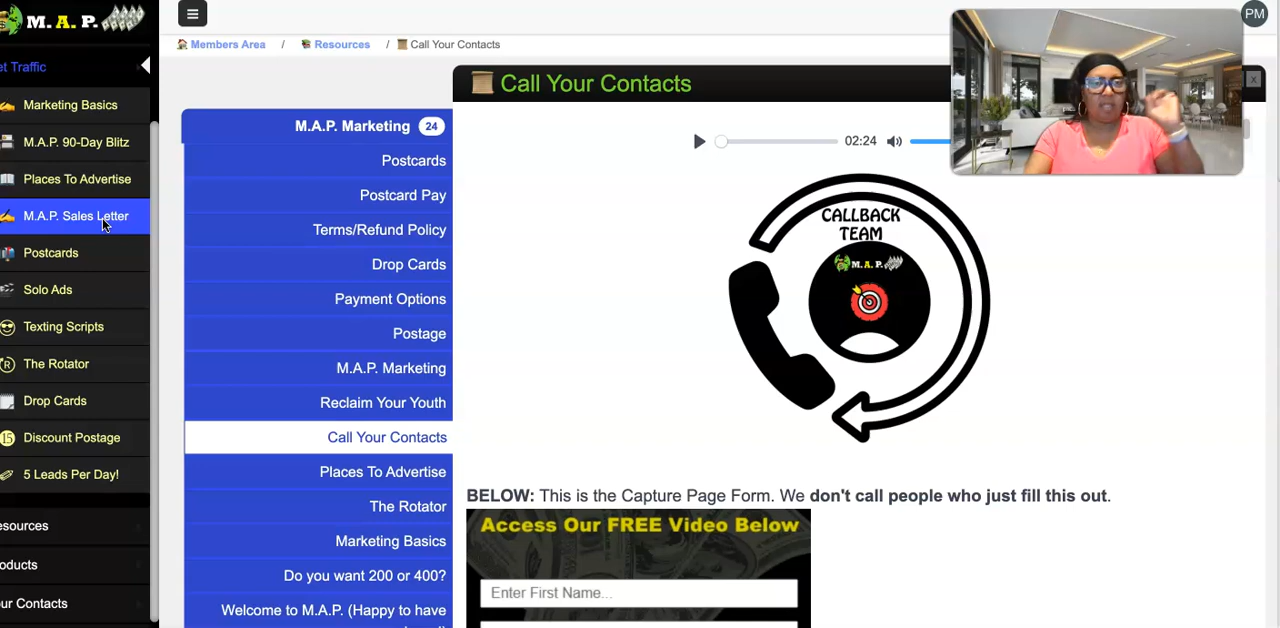 M. A. P.
et Traffic
Marketing Basics
M.A.P. 90-Day Blitz
Places To Advertise
M.A.P. Sales Letter
Postcards
Solo Ads
Texting Scripts
The Rotator
Drop Cards
Discount Postage
5 Leads Per Day!
esources
oducts
ur Contacts
Members Area / Resources / Call Your Contacts
PM
Call Your Contacts
x
M.A.P. Marketing 24
Postcards
Postcard Pay
Terms/Refund Policy
Drop Cards
Payment Options
Postage
M.A.P. Marketing
Reclaim Your Youth
Call Your Contacts
Places To Advertise
The Rotator
Marketing Basics
Do you want 200 or 400?
Welcome to M.A.P. (Happy to have
02:24
CALLBACK
TEAM
M.A.P.
BELOW: This is the Capture Page Form. We don't call people who just fill this out.
Access Our FREE Video Below
Enter First Name...